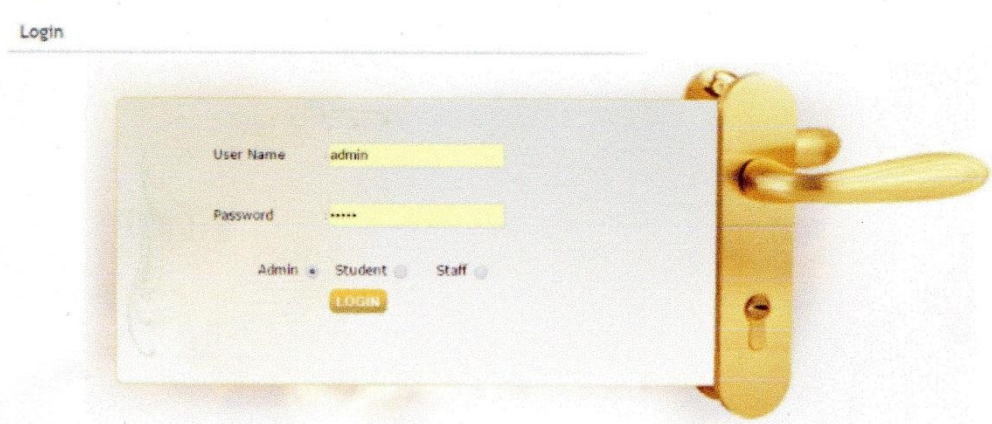 Login
User Name admin
Password •••••
Admin Student Staff
LOGIN